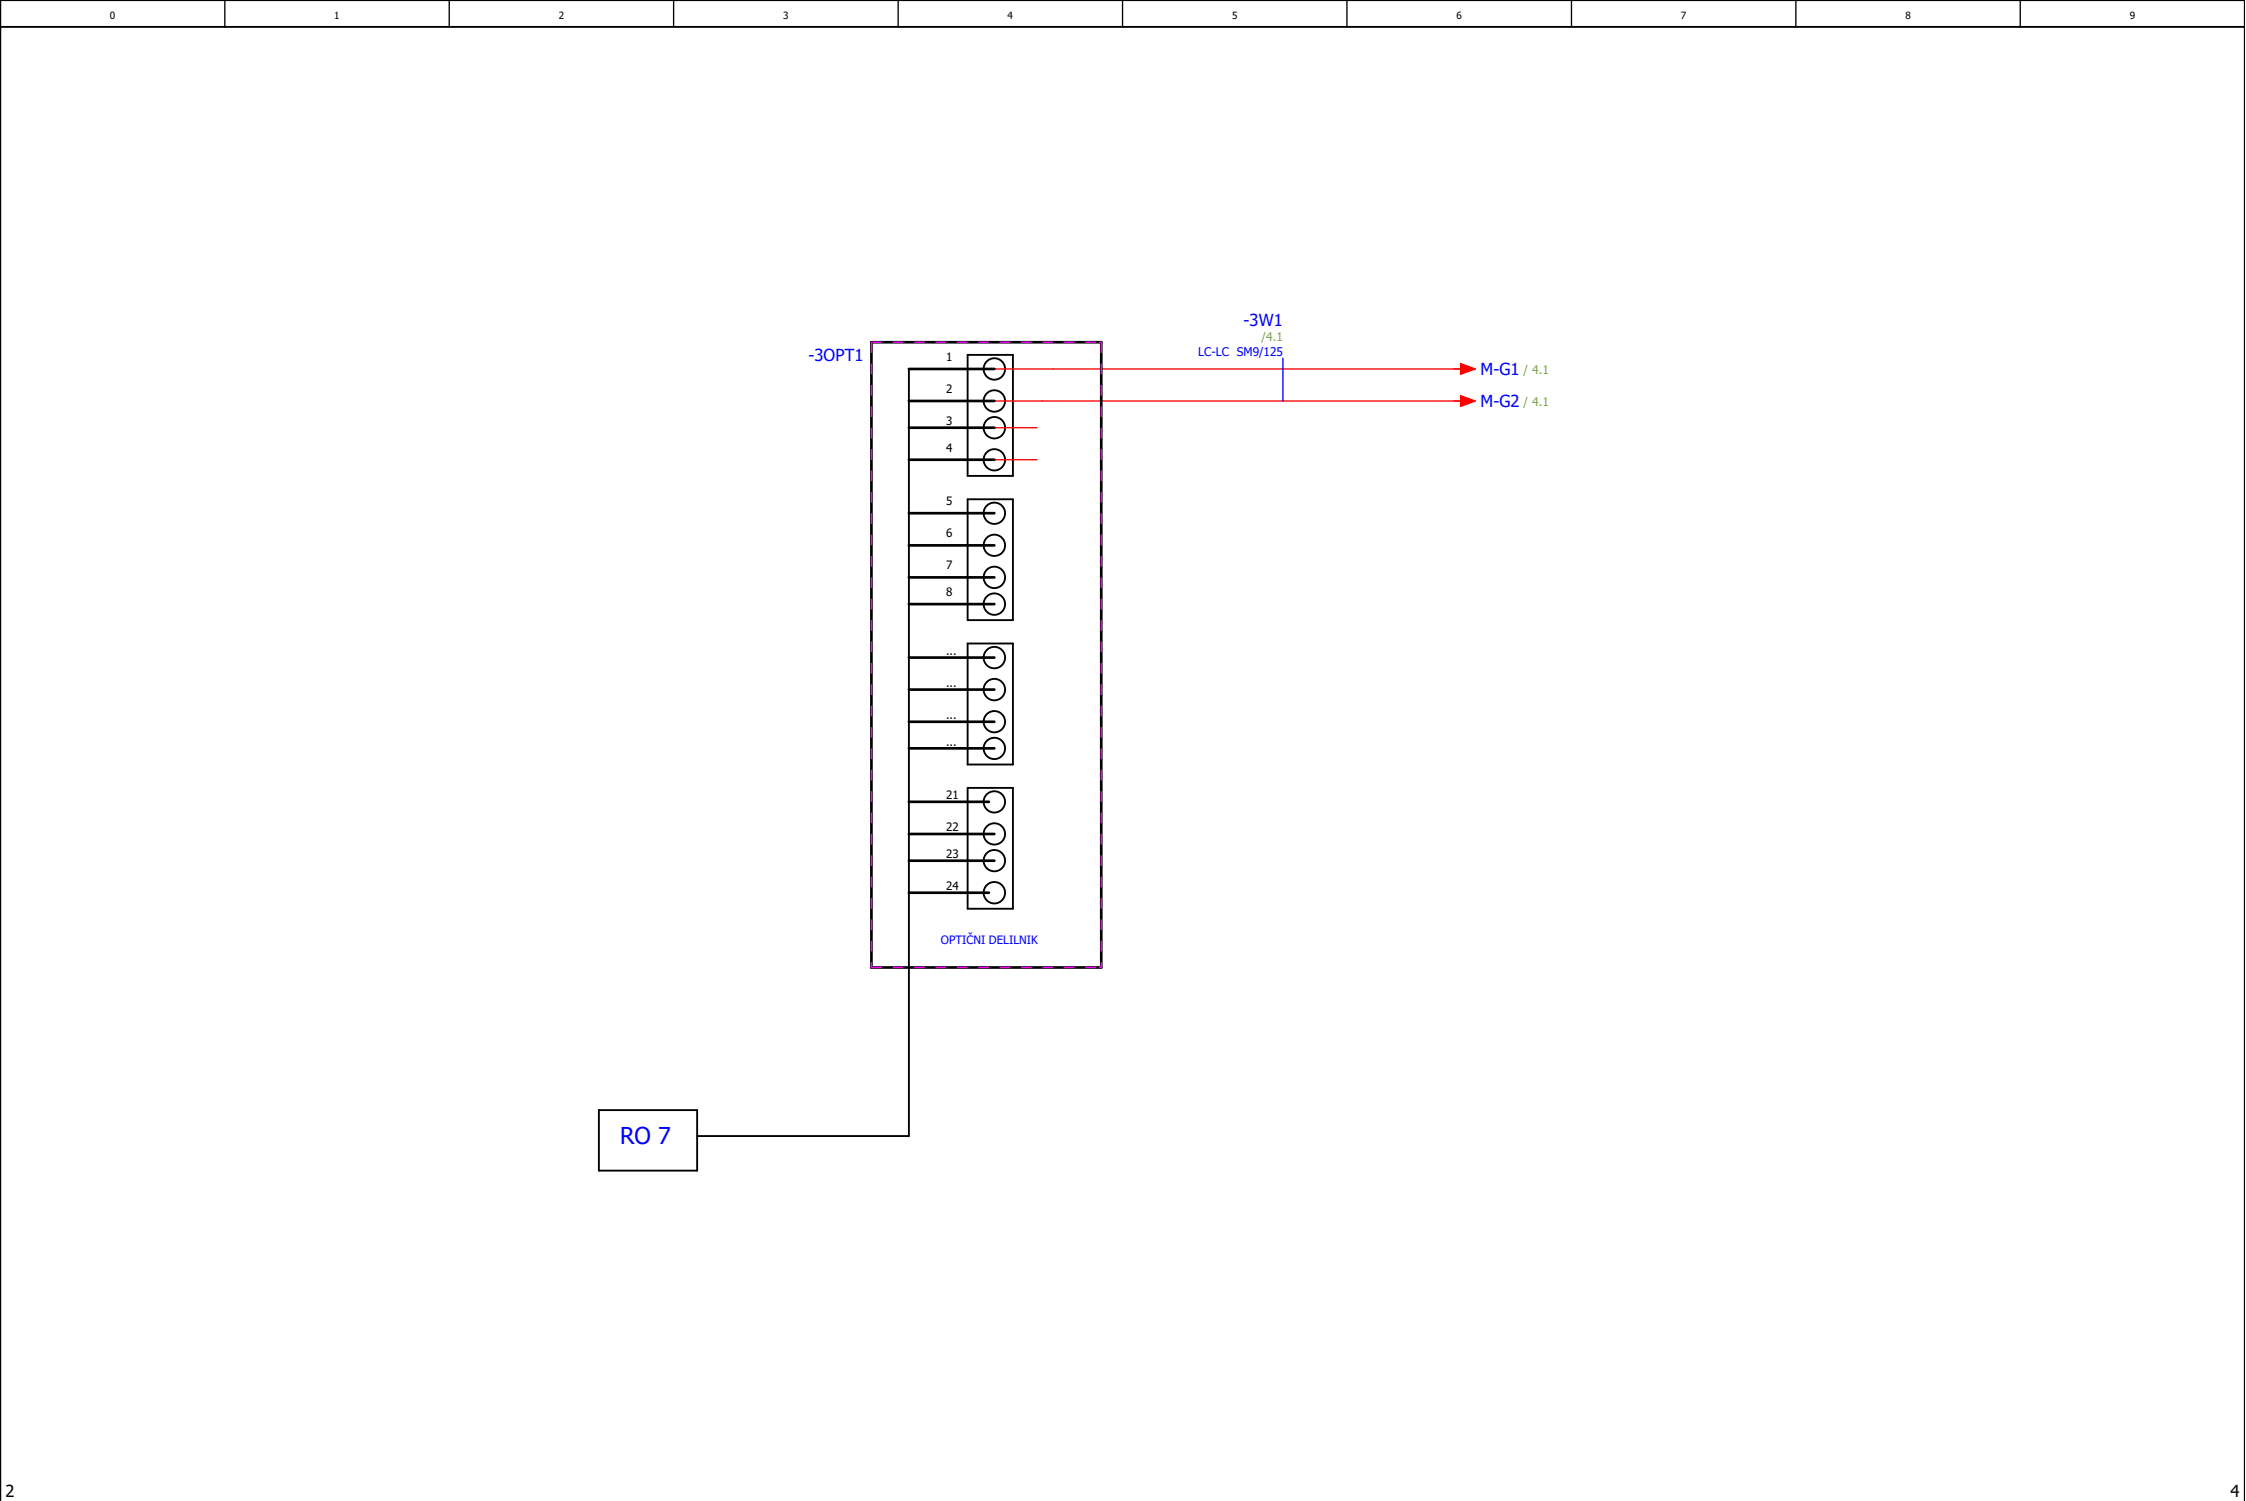 0 1 2 3 4 5 6 7 8 9
-3W1
/4.1
LC-LC SM9/125
-3OPT1
1
M-G1 / 4.1
2
M-G2 / 4.1
3
4
5
6
7
8
...
...
...
...
21
22
23
24
OPTIČNI DELILNIK
RO 7
2
4